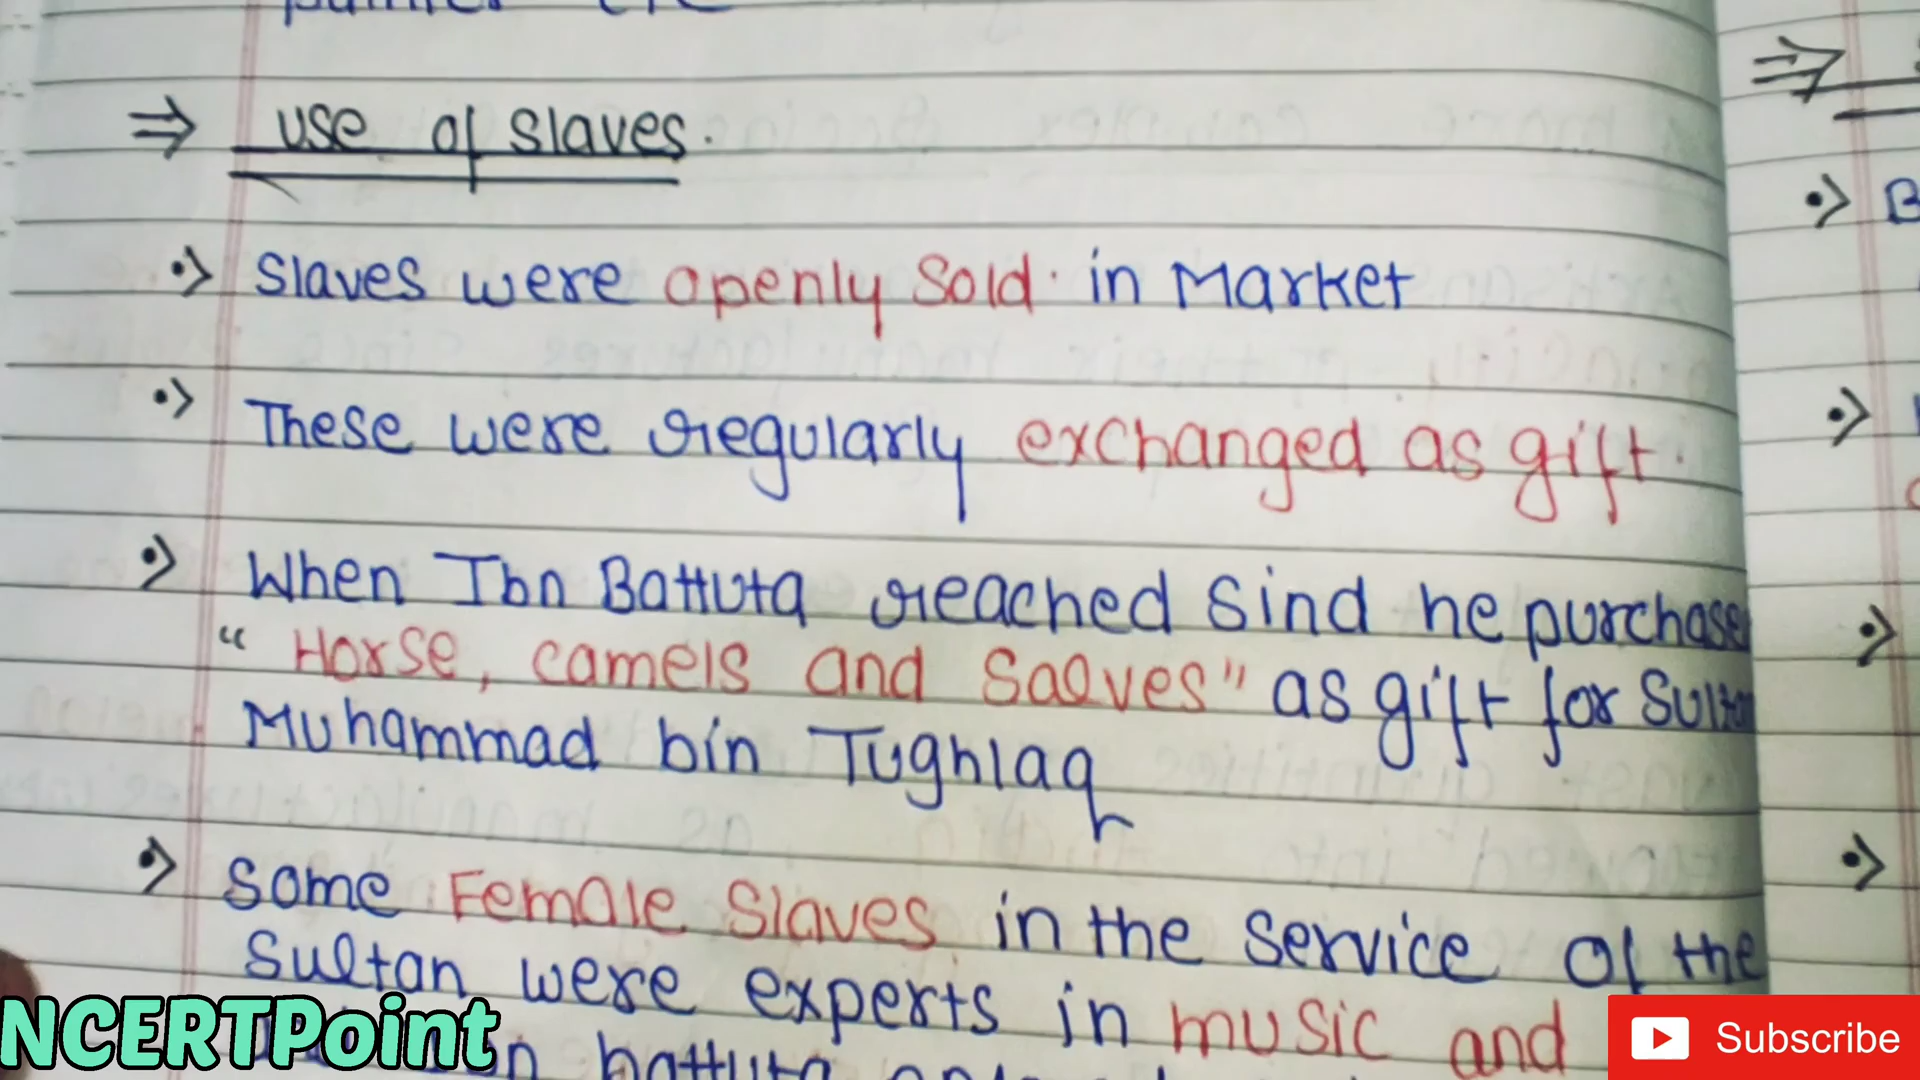 ⇒ use of slaves.
•> Slaves were openly Sold. in Market
•> These were regularly exchanged as gift.
•> When Ibn Battuta reached Sind he purchase
“ Horse, camels and Saeves” as gift for
Muhammad bin Tughlaq
•> Some Female Slaves in the Service of the
Sultan were experts in music and
battuta
NCERTPoint
Subscribe